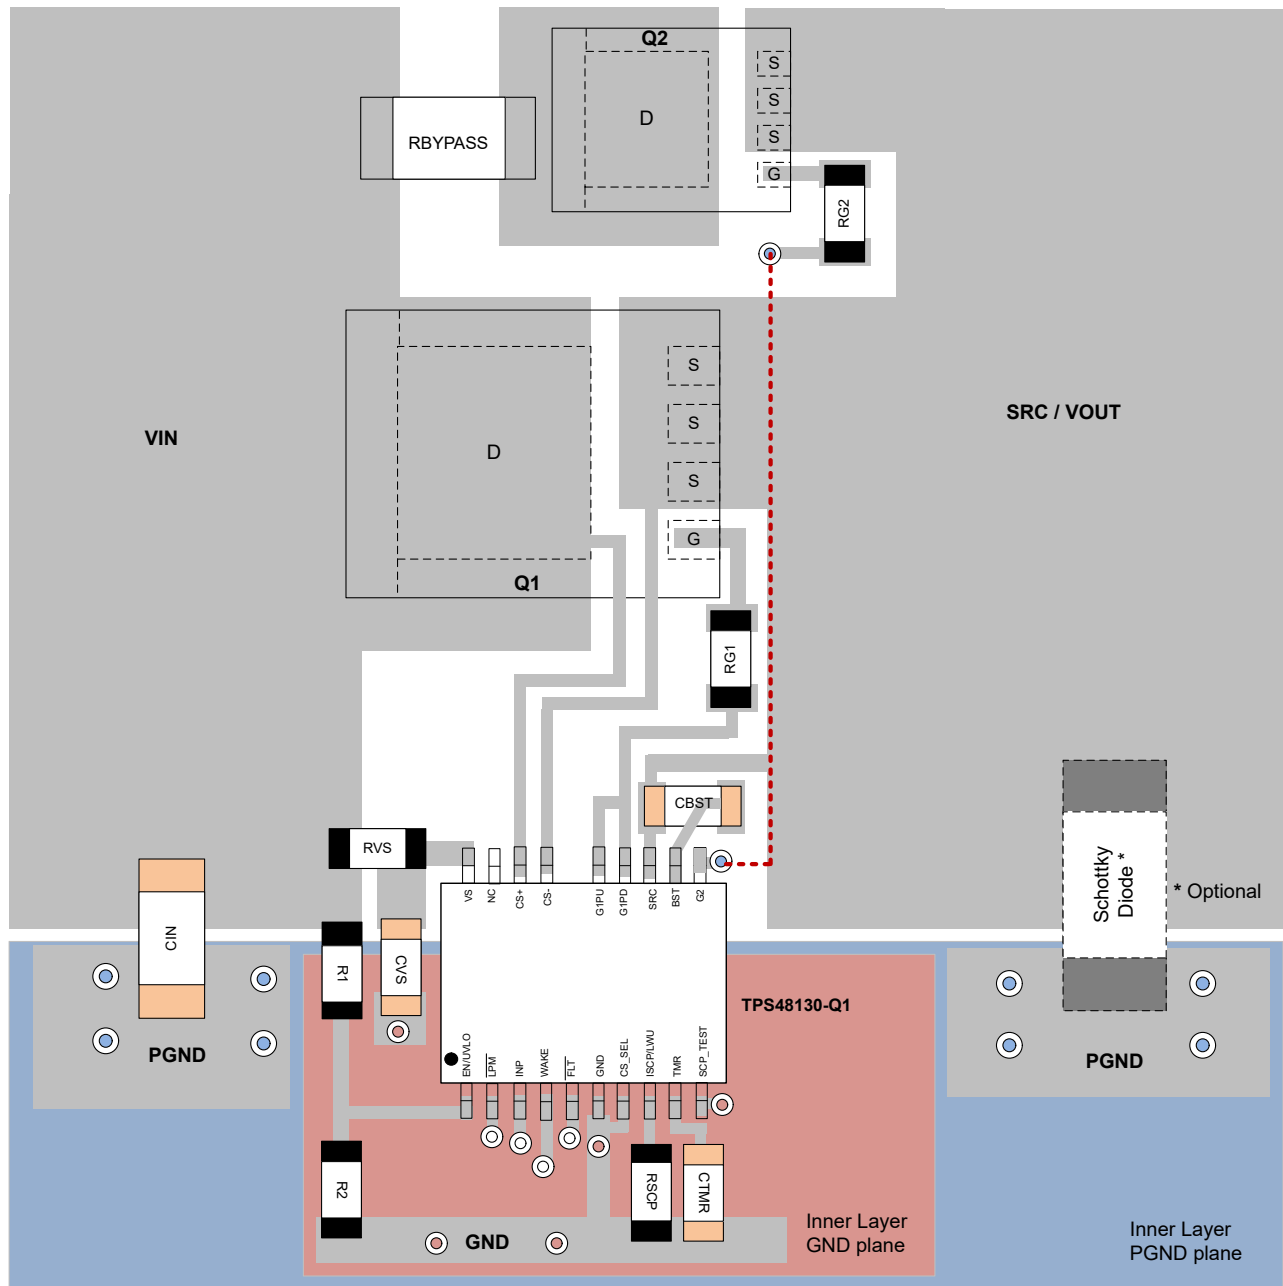 Q2
S
S
D
S
RBYPASS
G
RG2
S
SRC / VOUT
S
VIN
D
S
G
Q1
RG1
CBST
RVS
VS
NC
CS+
CS-
G1PU
G1PD
SRC
BST
G2
Schottky
Diode *
* Optional
CIN
R1
CVS
TPS48130-Q1
PGND
EN/UVLO
LPM
INP
WAKE
FLT
GND
CS_SEL
ISCP/LWU
TMR
SCP_TEST
PGND
R2
RSCP
CTMR
GND
Inner Layer
GND plane
Inner Layer
PGND plane